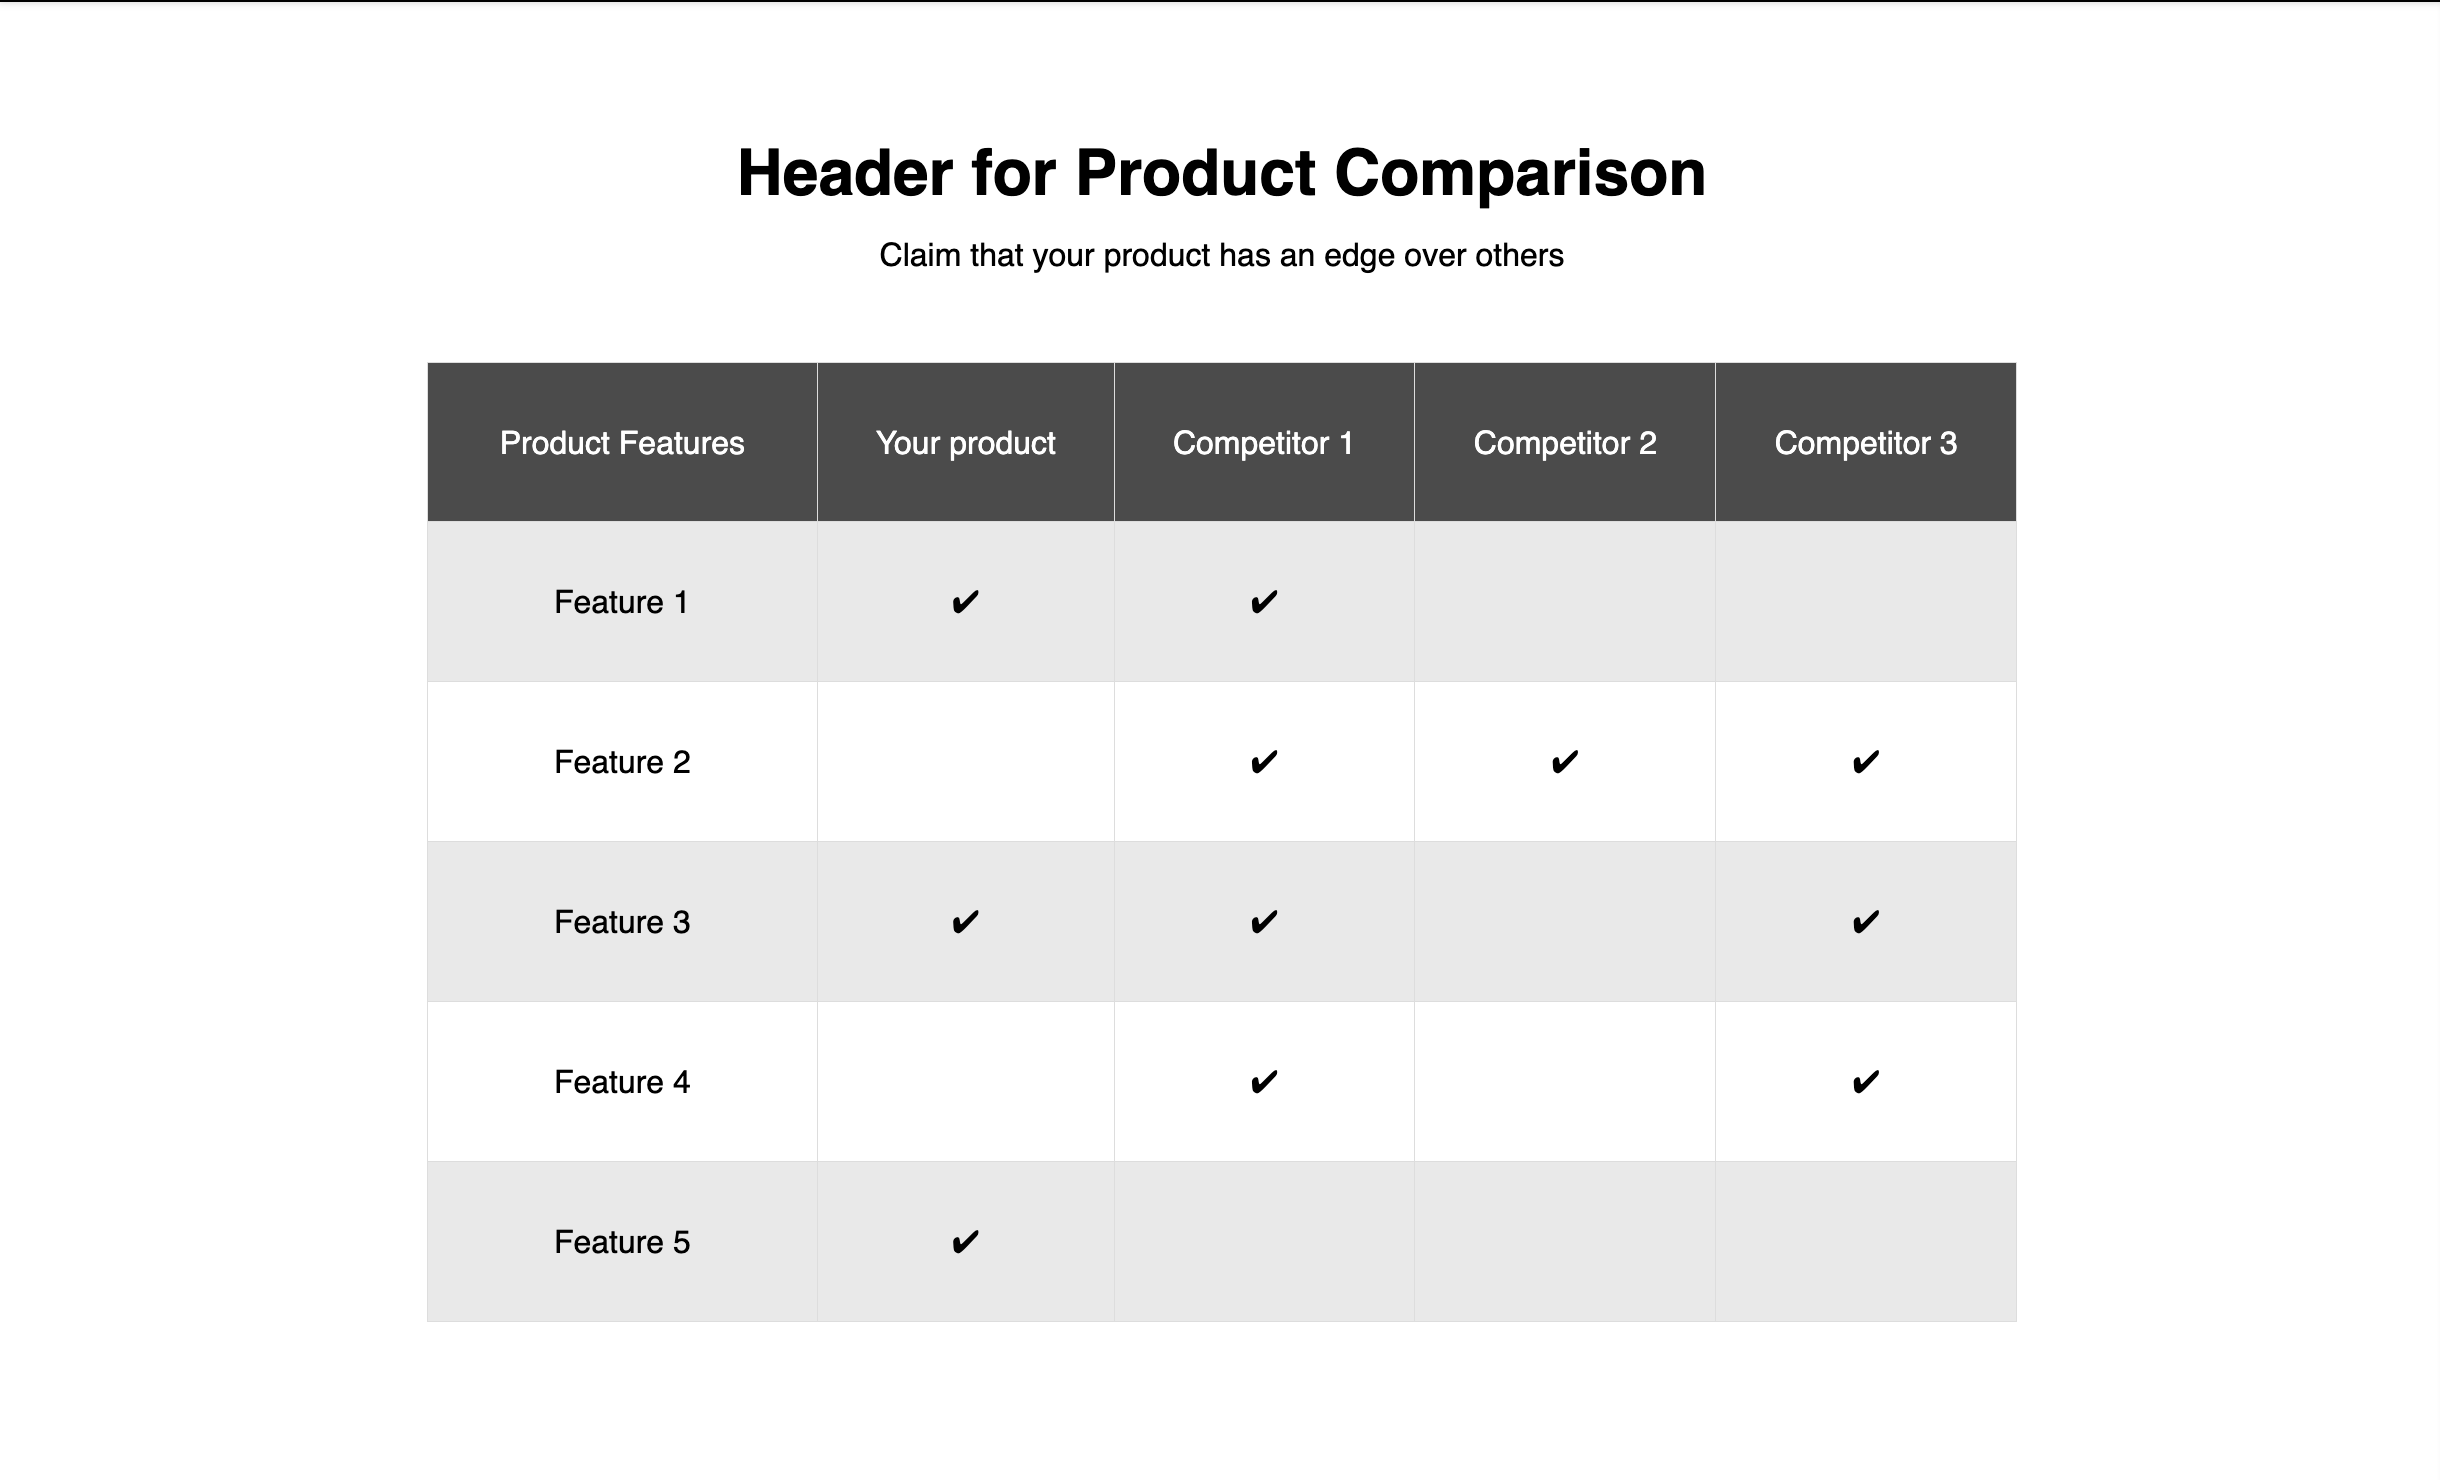 Header for Product Comparison
Claim that your product has an edge over others
Product Features Your product Competitor 1 Competitor 2 Competitor 3
Feature 1 ✔ ✔
Feature 2 ✔ ✔ ✔
Feature 3 ✔ ✔ ✔
Feature 4 ✔ ✔
Feature 5 ✔